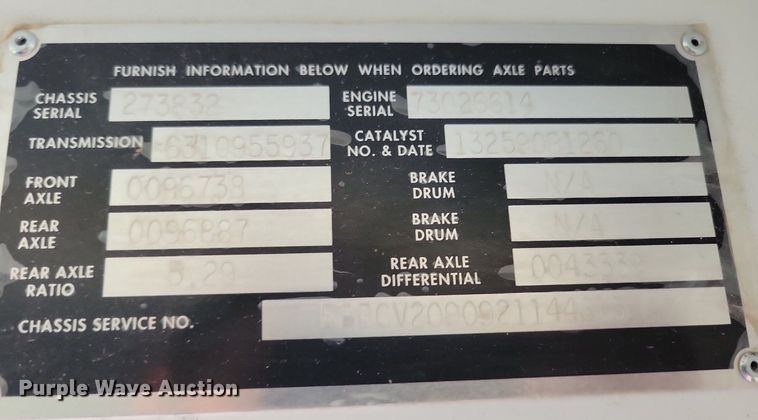 FURNISH INFORMATION BELOW WHEN ORDERING AXLE PARTS
CHASSIS SERIAL 273832 ENGINE SERIAL 73026614
TRANSMISSION 6310955937 CATALYST NO. & DATE 13258061260
FRONT AXLE 0096738 BRAKE DRUM N/A
REAR AXLE 0096887 BRAKE DRUM N/A
REAR AXLE RATIO 5.29 REAR AXLE DIFFERENTIAL
CHASSIS SERVICE NO.
Purple Wave Auction